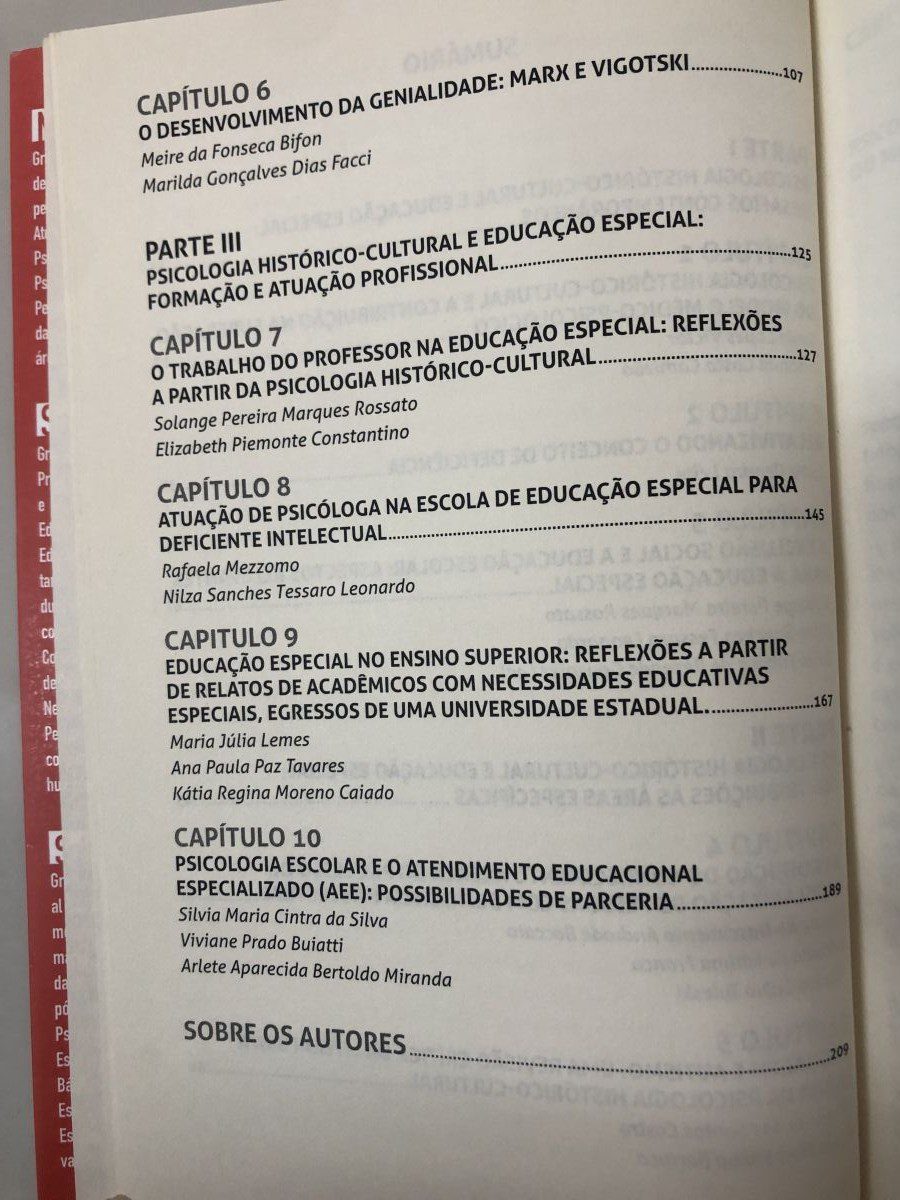 CAPÍTULO 6
O DESENVOLVIMENTO DA GENIALIDADE: MARX E VIGOTSKI....................107
Meire da Fonseca Bifon
Marilda Gonçalves Dias Facci
PARTE III
PSICOLOGIA HISTÓRICO-CULTURAL E EDUCAÇÃO ESPECIAL:
FORMAÇÃO E ATUAÇÃO PROFISSIONAL....................125
CAPÍTULO 7
O TRABALHO DO PROFESSOR NA EDUCAÇÃO ESPECIAL: REFLEXÕES
A PARTIR DA PSICOLOGIA HISTÓRICO-CULTURAL....................127
Solange Pereira Marques Rossato
Elizabeth Piemonte Constantino
CAPÍTULO 8
ATUAÇÃO DE PSICÓLOGA NA ESCOLA DE EDUCAÇÃO ESPECIAL PARA
DEFICIENTE INTELECTUAL....................145
Rafaela Mezzomo
Nilza Sanches Tessaro Leonardo
CAPITULO 9
EDUCAÇÃO ESPECIAL NO ENSINO SUPERIOR: REFLEXÕES A PARTIR
DE RELATOS DE ACADÊMICOS COM NECESSIDADES EDUCATIVAS
ESPECIAIS, EGRESSOS DE UMA UNIVERSIDADE ESTADUAL....................167
Maria Júlia Lemes
Ana Paula Paz Tavares
Kátia Regina Moreno Caiado
CAPÍTULO 10
PSICOLOGIA ESCOLAR E O ATENDIMENTO EDUCACIONAL
ESPECIALIZADO (AEE): POSSIBILIDADES DE PARCERIA....................189
Silvia Maria Cintra da Silva
Viviane Prado Buiatti
Arlete Aparecida Bertoldo Miranda
SOBRE OS AUTORES....................209